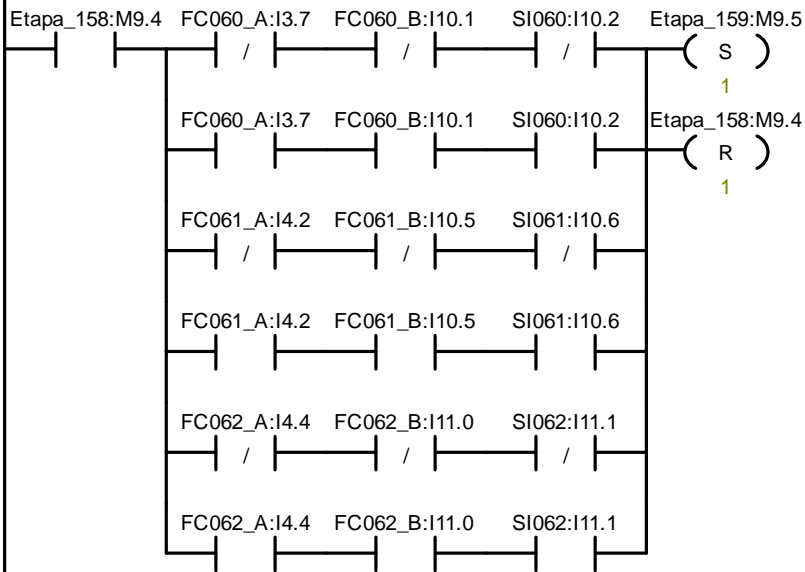 Etapa_158:M9.4 FC060_A:I3.7 FC060_B:I10.1 SI060:I10.2 Etapa_159:M9.5
/ / / S
1
FC060_A:I3.7 FC060_B:I10.1 SI060:I10.2 Etapa_158:M9.4
R
1
FC061_A:I4.2 FC061_B:I10.5 SI061:I10.6
/ / /
FC061_A:I4.2 FC061_B:I10.5 SI061:I10.6
FC062_A:I4.4 FC062_B:I11.0 SI062:I11.1
/ / /
FC062_A:I4.4 FC062_B:I11.0 SI062:I11.1